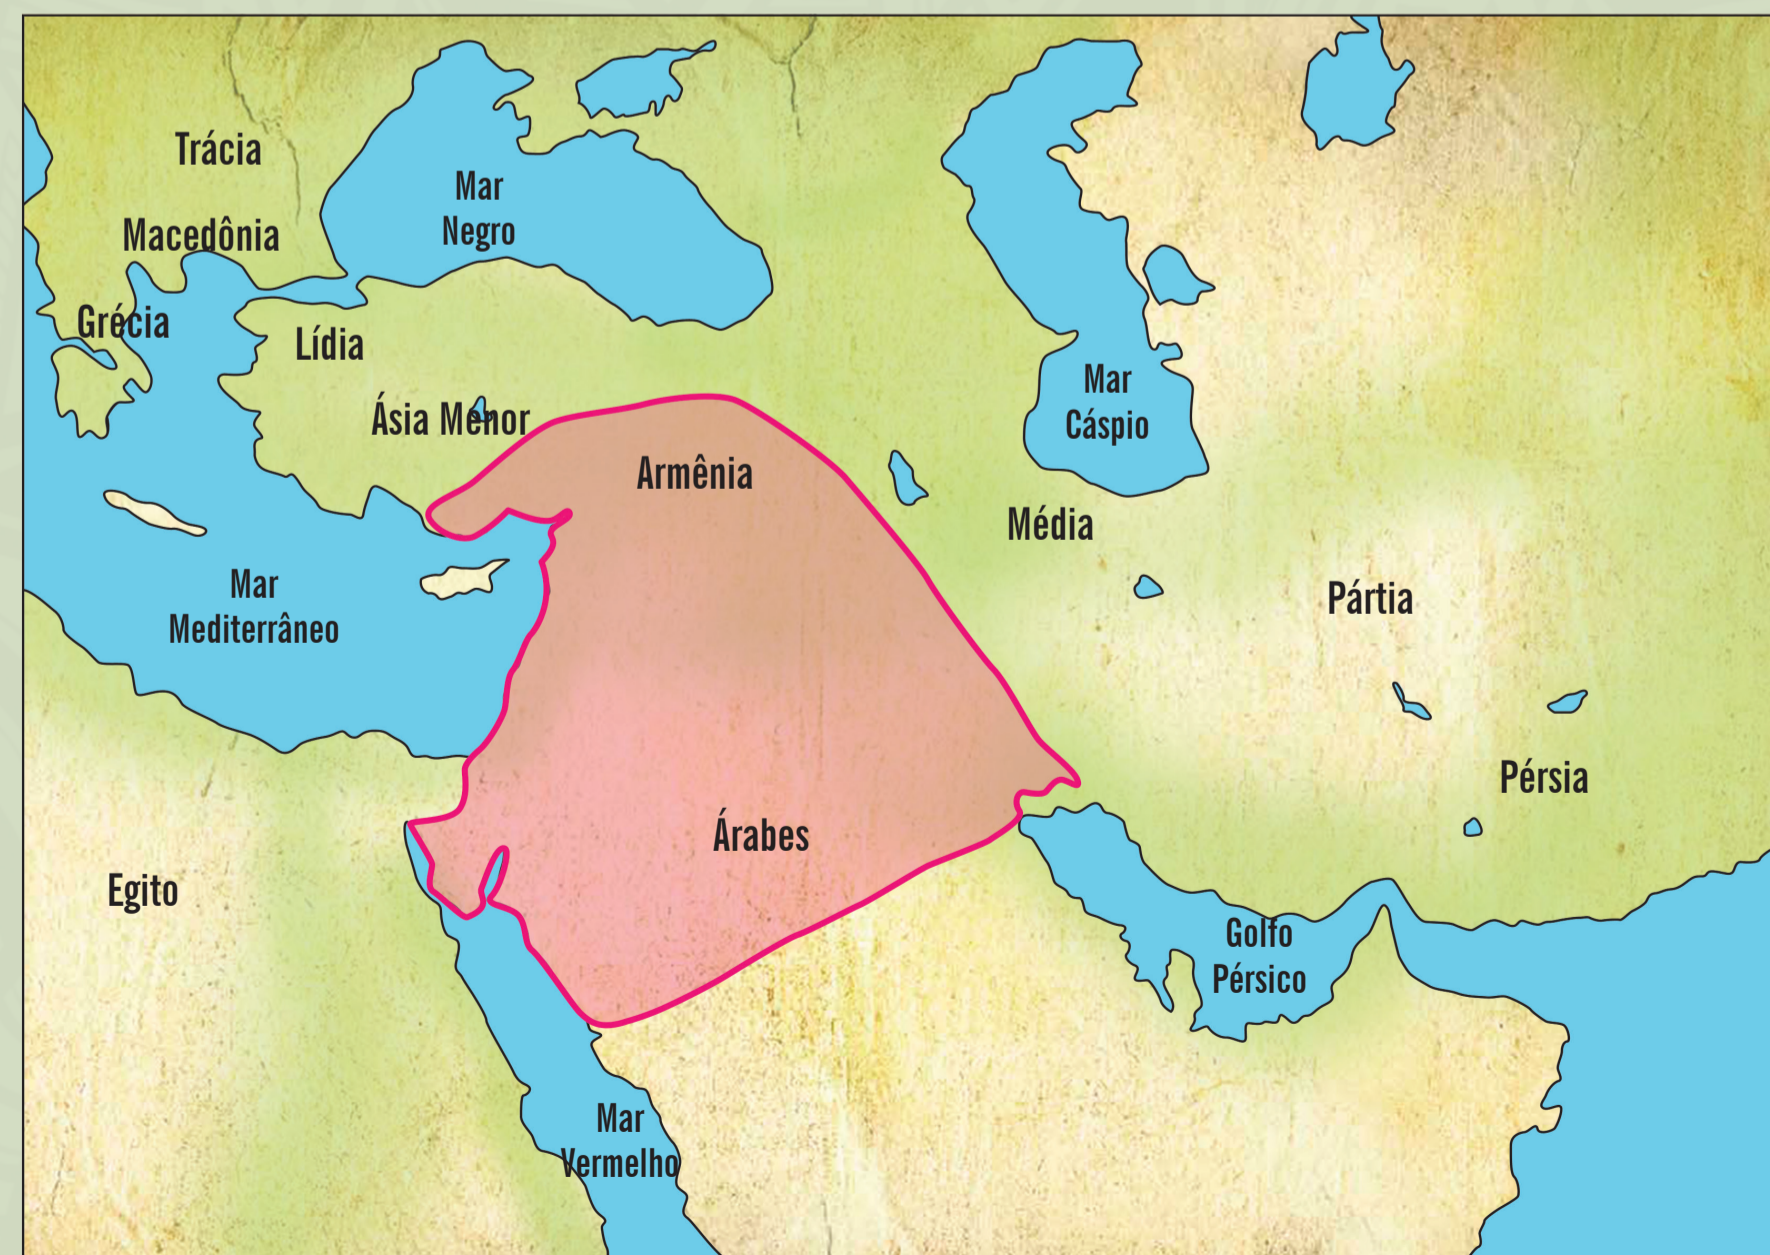 Trácia
Mar
Negro
Macedônia
Grécia
Lídia
Mar
Cáspio
Ásia Menor
Armênia
Média
Mar
Mediterrâneo
Pártia
Pérsia
Árabes
Egito
Golfo
Pérsico
Mar
Vermelho